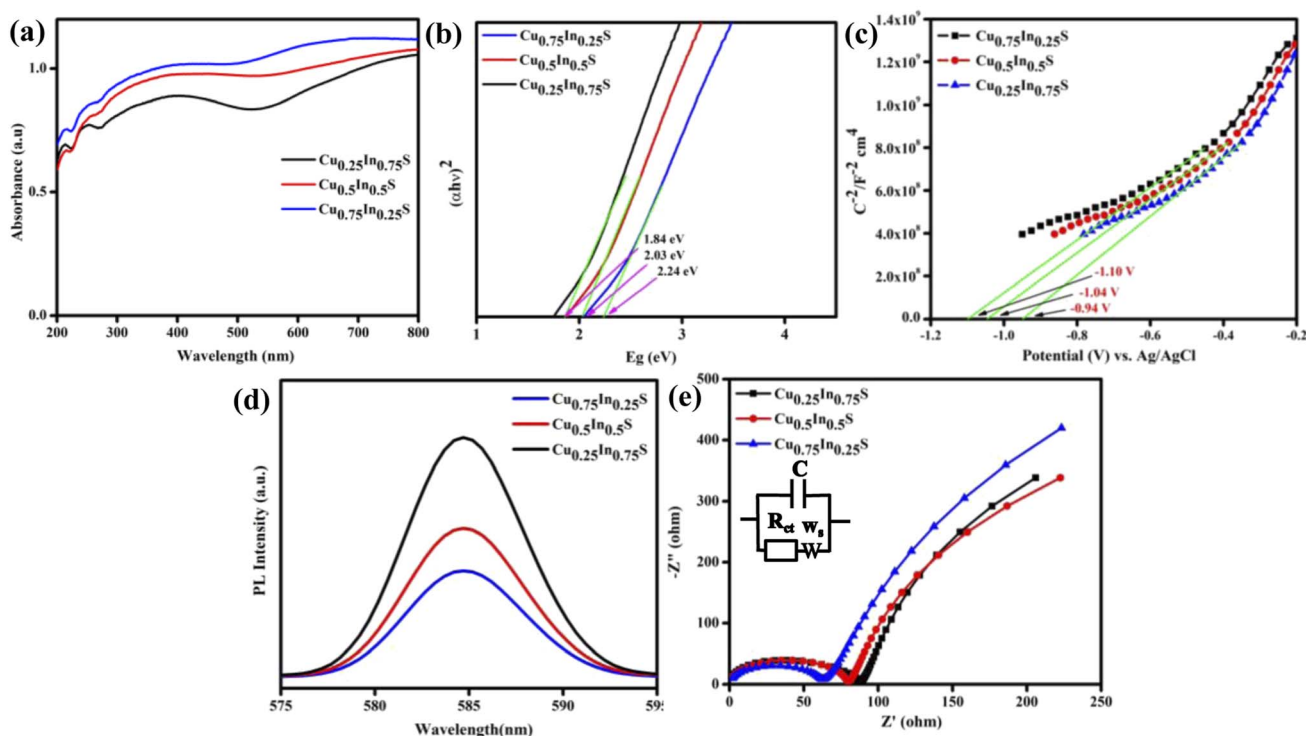 (a)
Absorbance (a.u)
1.0
0.5
0.0
Cu0.25In0.75S
Cu0.5In0.5S
Cu0.75In0.25S
200 300 400 500 600 700 800
Wavelength (nm)
(b)
(αhν)2
Cu0.75In0.25S
Cu0.5In0.5S
Cu0.25In0.75S
1.84 eV
2.03 eV
2.24 eV
1 2 3 4
Eg (eV)
(c)
C-2/F-2 cm4
1.4x109
1.2x109
1.0x109
8.0x108
6.0x108
4.0x108
2.0x108
0.0
Cu0.75In0.25S
Cu0.5In0.5S
Cu0.25In0.75S
-1.10 V
-1.04 V
-0.94 V
-1.2 -1.0 -0.8 -0.6 -0.4 -0.2
Potential (V) vs. Ag/AgCl
(d)
PL Intensity (a.u.)
Cu0.75In0.25S
Cu0.5In0.5S
Cu0.25In0.75S
575 580 585 590 595
Wavelength(nm)
(e)
-Z'' (ohm)
500
400
300
200
100
0
Cu0.25In0.75S
Cu0.5In0.5S
Cu0.75In0.25S
C
Rct ws
W
0 50 100 150 200 250
Z' (ohm)